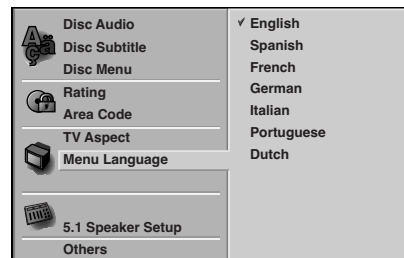 Disc Audio
Disc Subtitle
Disc Menu
Rating
Area Code
TV Aspect
Menu Language
5.1 Speaker Setup
Others
✓ English
Spanish
French
German
Italian
Portuguese
Dutch